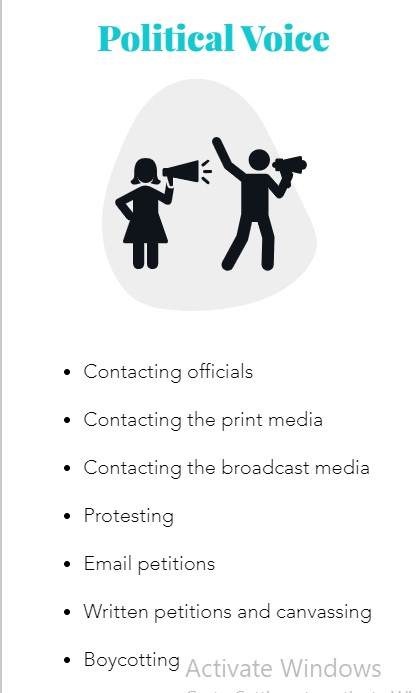 Political Voice
Contacting officials
Contacting the print media
Contacting the broadcast media
Protesting
Email petitions
Written petitions and canvassing
Boycotting
Activate Windows